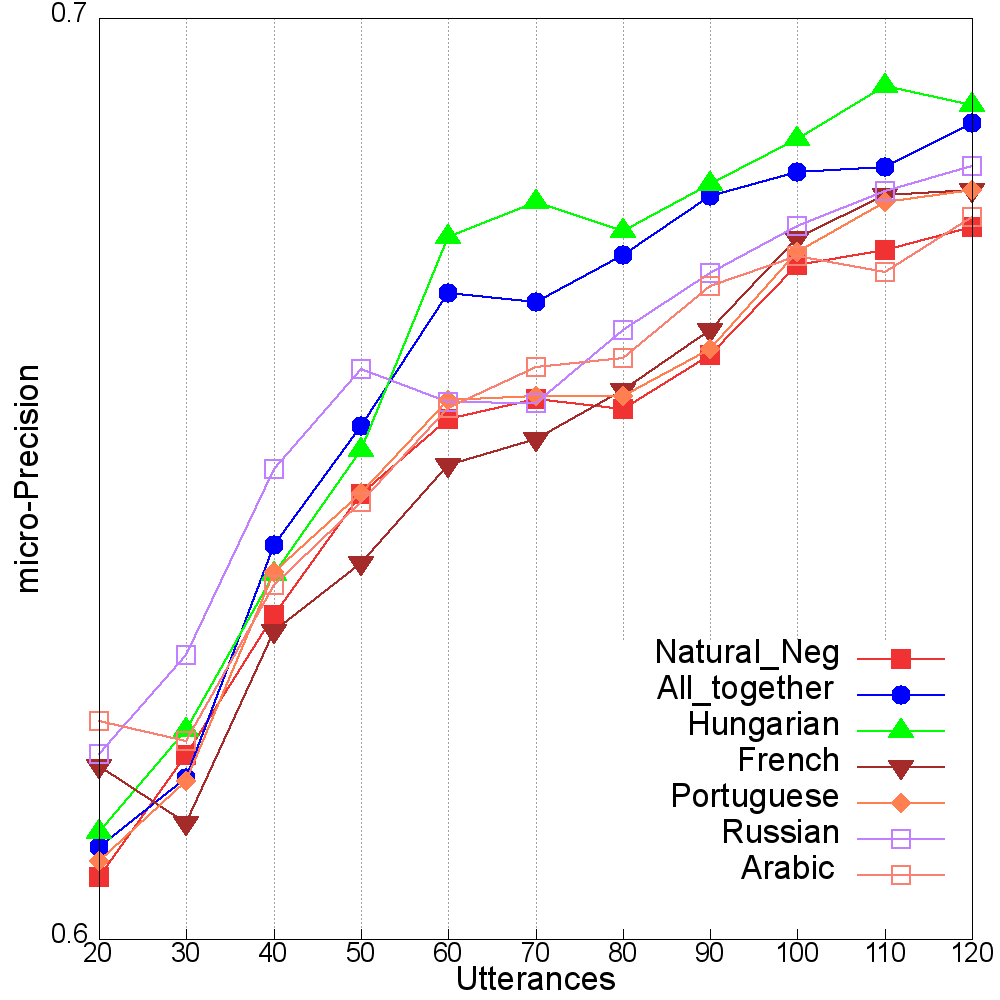 0.7
micro-Precision
Natural_Neg
All_together
Hungarian
French
Portuguese
Russian
Arabic
0.6
20 30 40 50 60 70 80 90 100 110 120
Utterances